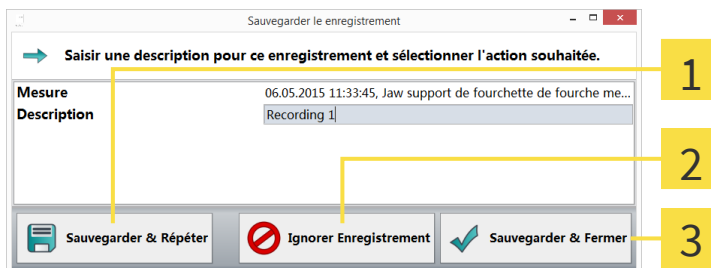 Sauvegarder le enregistrement
Saisir une description pour ce enregistrement et sélectionner l'action souhaitée.
1
Mesure 06.05.2015 11:33:45, Jaw support de fourchette de fourche me...
Description Recording 1
2
Sauvegarder & Répéter Ignorer Enregistrement Sauvegarder & Fermer 3